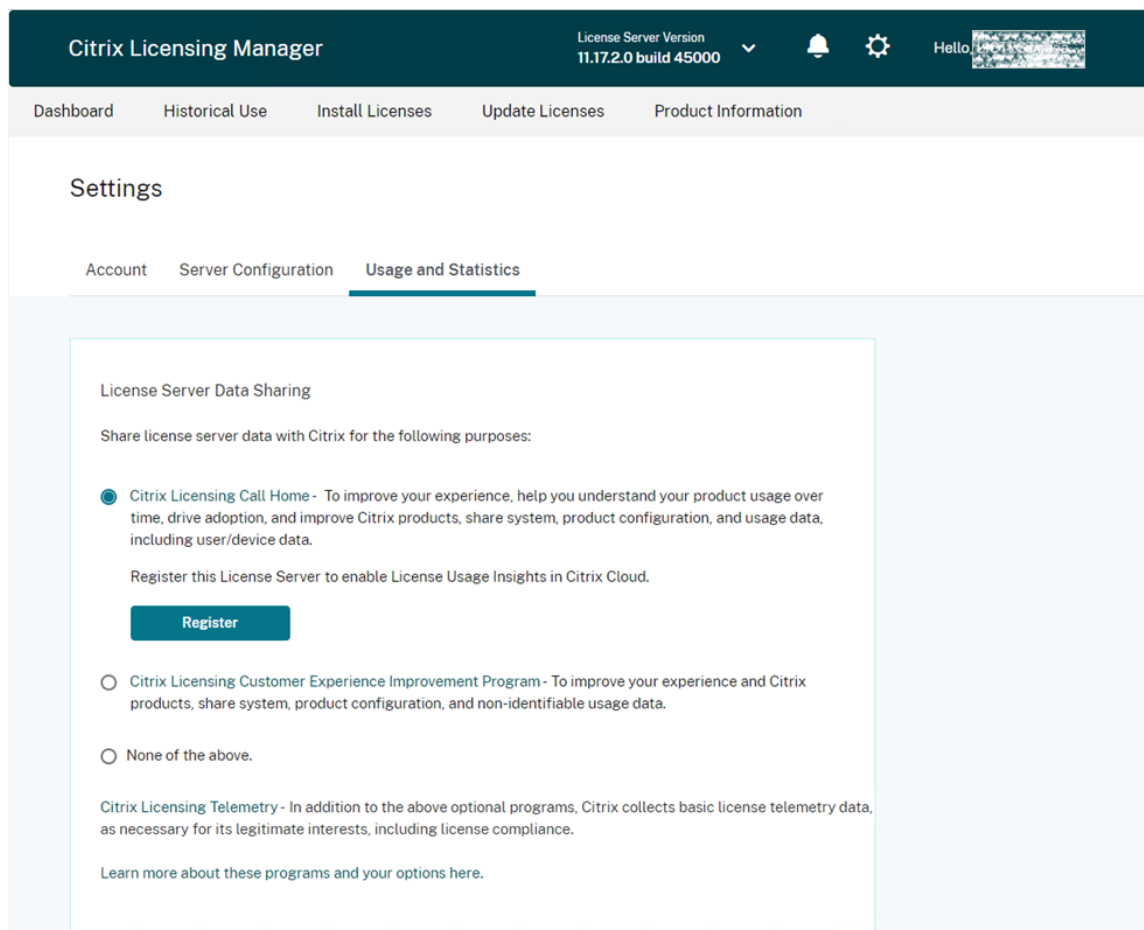 Citrix Licensing Manager
License Server Version
11.17.2.0 build 45000
Hello,
Dashboard Historical Use Install Licenses Update Licenses Product Information
Settings
Account Server Configuration Usage and Statistics
License Server Data Sharing
Share license server data with Citrix for the following purposes:
Citrix Licensing Call Home - To improve your experience, help you understand your product usage over
time, drive adoption, and improve Citrix products, share system, product configuration, and usage data,
including user/device data.
Register this License Server to enable License Usage Insights in Citrix Cloud.
Register
Citrix Licensing Customer Experience Improvement Program - To improve your experience and Citrix
products, share system, product configuration, and non-identifiable usage data.
None of the above.
Citrix Licensing Telemetry - In addition to the above optional programs, Citrix collects basic license telemetry data,
as necessary for its legitimate interests, including license compliance.
Learn more about these programs and your options here.